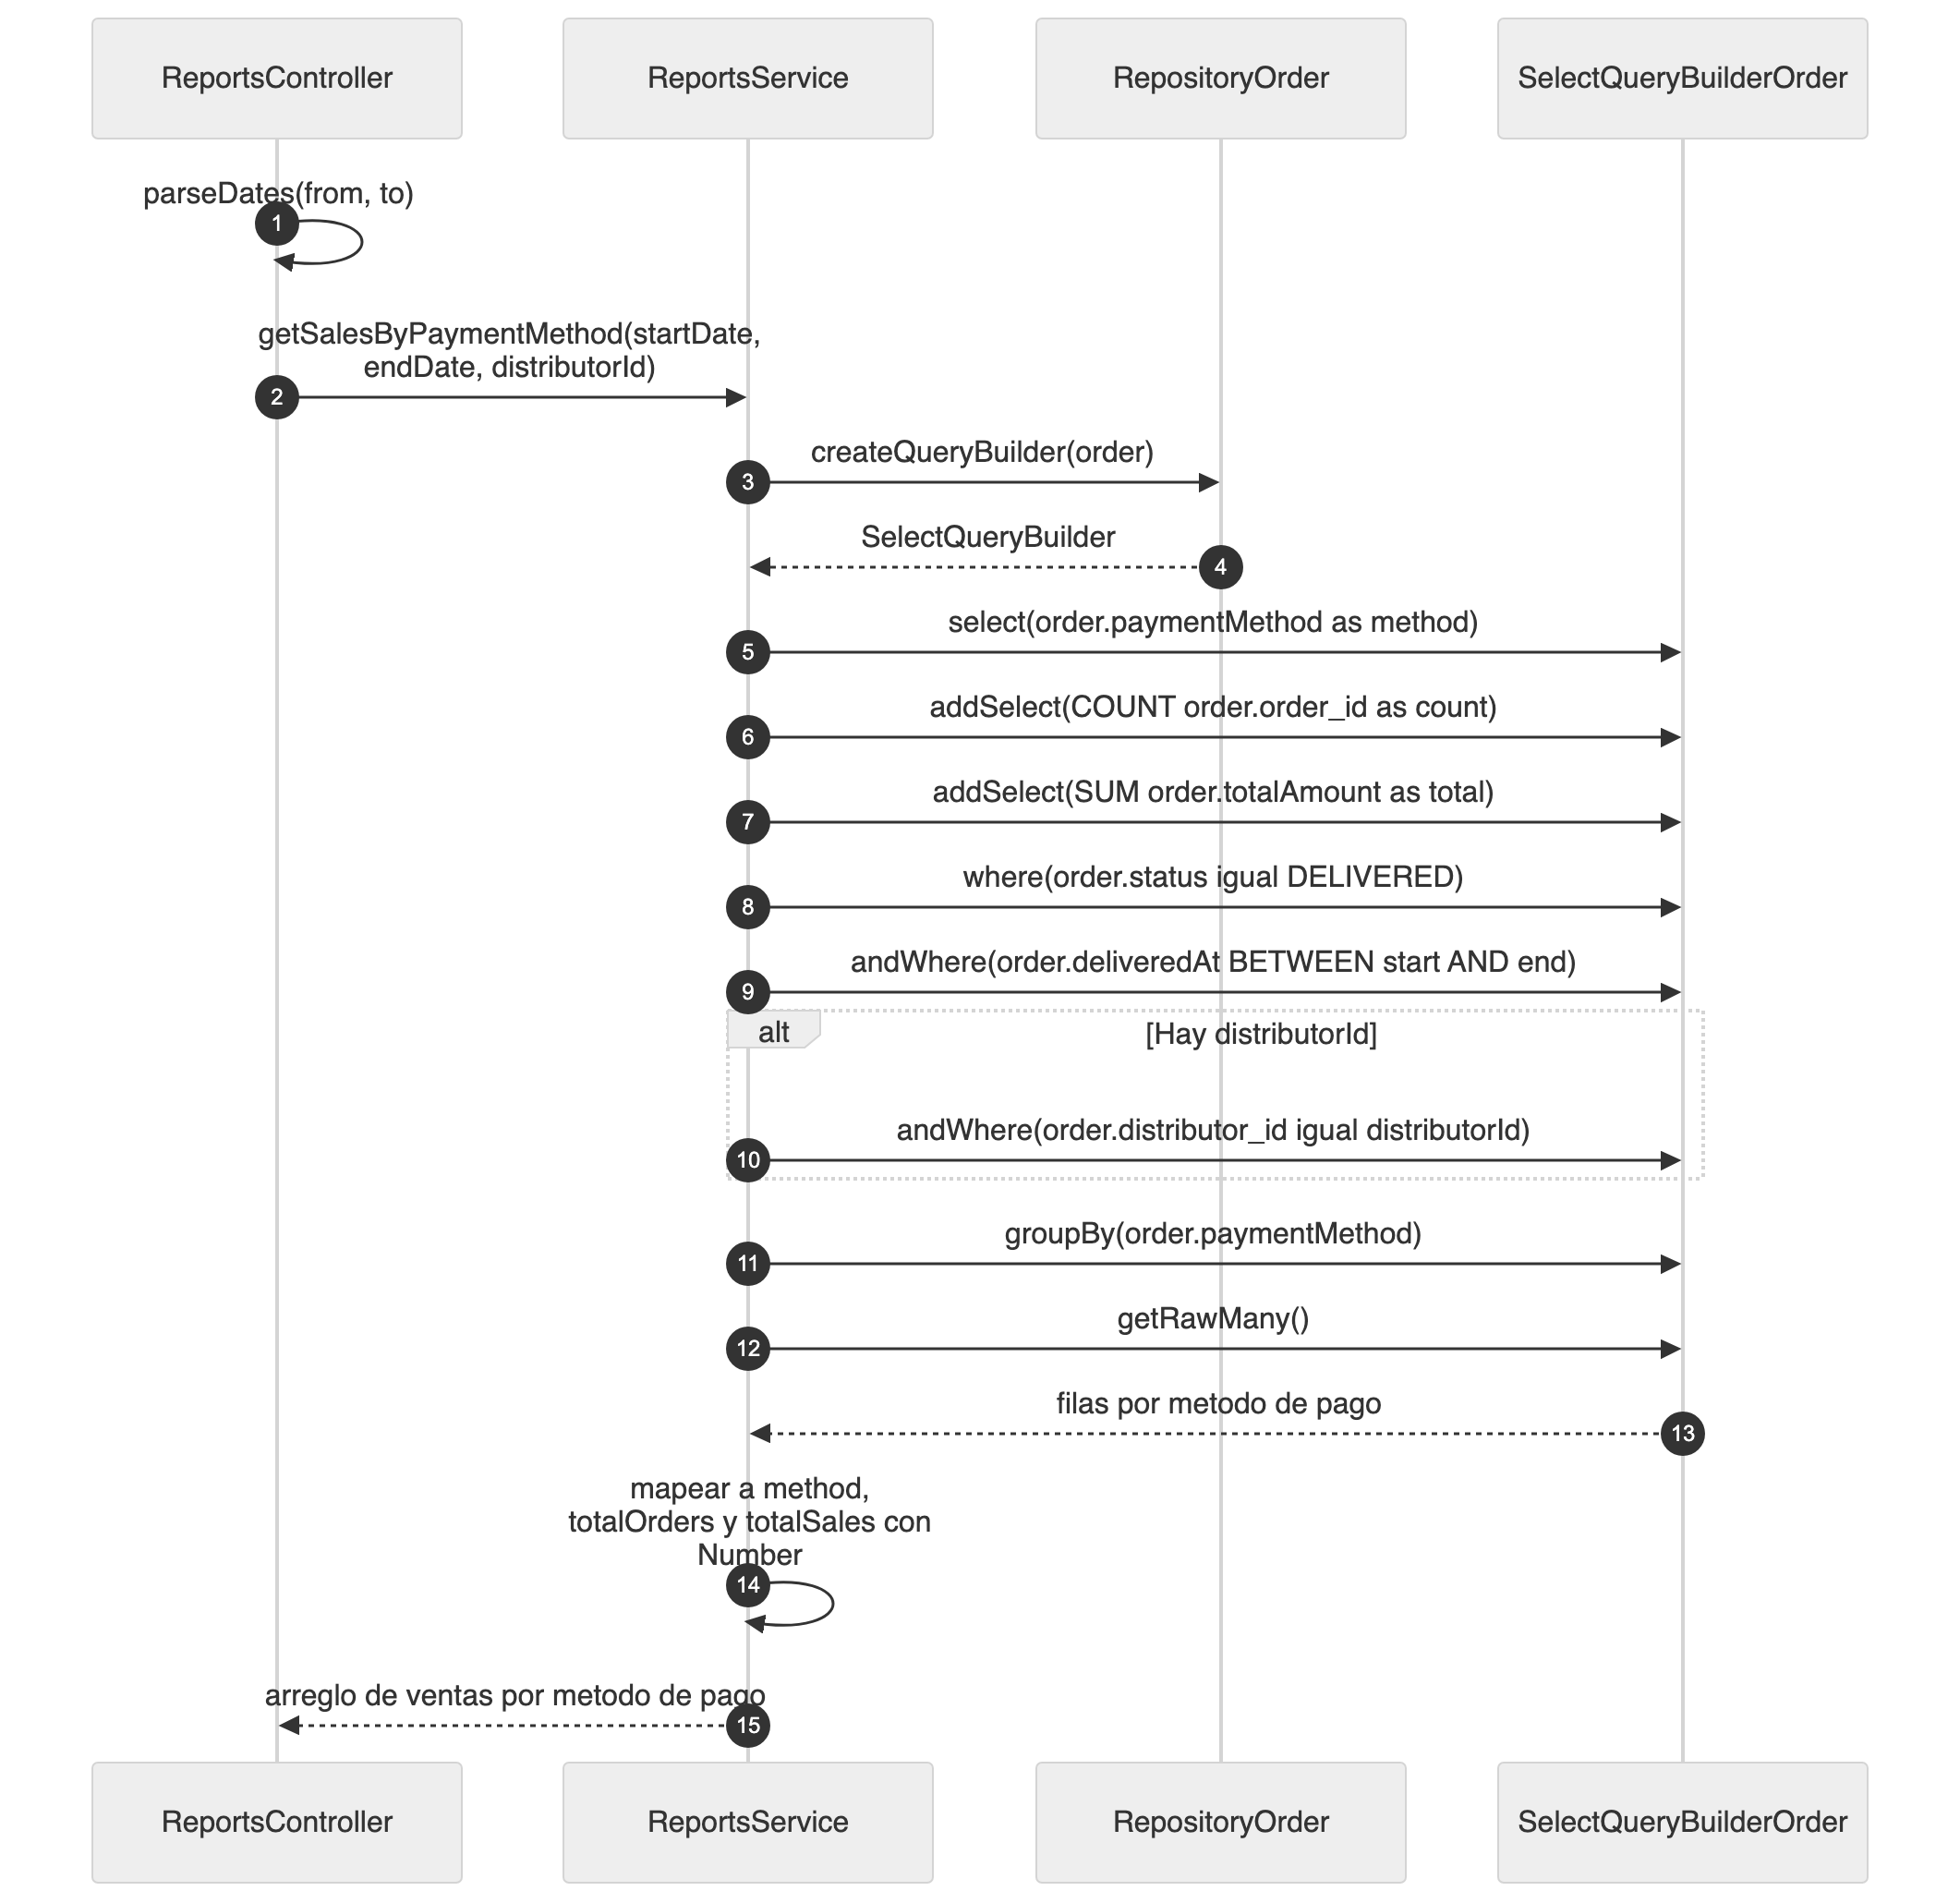 ReportsController
ReportsService
RepositoryOrder
SelectQueryBuilderOrder
parseDates(from, to)
1
getSalesByPaymentMethod(startDate,
endDate, distributorId)
2
createQueryBuilder(order)
3
SelectQueryBuilder
4
select(order.paymentMethod as method)
5
addSelect(COUNT order.order_id as count)
6
addSelect(SUM order.totalAmount as total)
7
where(order.status igual DELIVERED)
8
andWhere(order.deliveredAt BETWEEN start AND end)
9
alt
[Hay distributorId]
andWhere(order.distributor_id igual distributorId)
10
groupBy(order.paymentMethod)
11
getRawMany()
12
filas por metodo de pago
13
mapear a method,
totalOrders y totalSales con
Number
14
arreglo de ventas por metodo de pago
15
ReportsController
ReportsService
RepositoryOrder
SelectQueryBuilderOrder